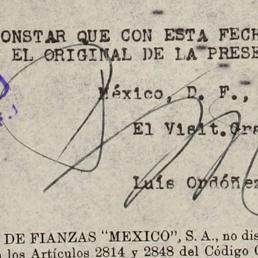 ONSTAR QUE CON ESTA FECH
EL ORIGINAL DE LA PRESE
México, D. F.,
El Visit.Gra
Luis Ordóñez
DE FIANZAS "MEXICO", S. A., no dis
los Artículos 2814 y 2848 del Código C